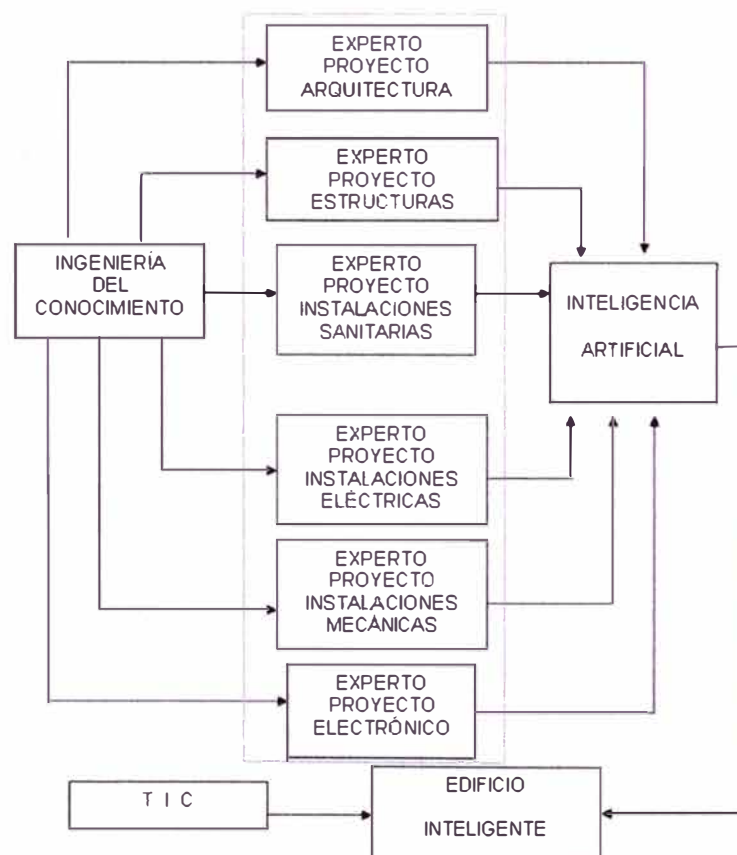 EXPERTO
PROYECTO
ARQUITECTURA
EXPERTO
PROYECTO
ESTRUCTURAS
INGENIERÍA
DEL
CONOCIMIENTO
EXPERTO
PROYECTO
INSTALACIONES
SANITARIAS
INTELIGENCIA
ARTIFICIAL
EXPERTO
PROYECTO
INSTALACIONES
ELÉCTRICAS
EXPERTO
PROYECTO
INSTALACIONES
MECÁNICAS
EXPERTO
PROYECTO
ELECTRÓNICO
T I C
EDIFICIO
INTELIGENTE